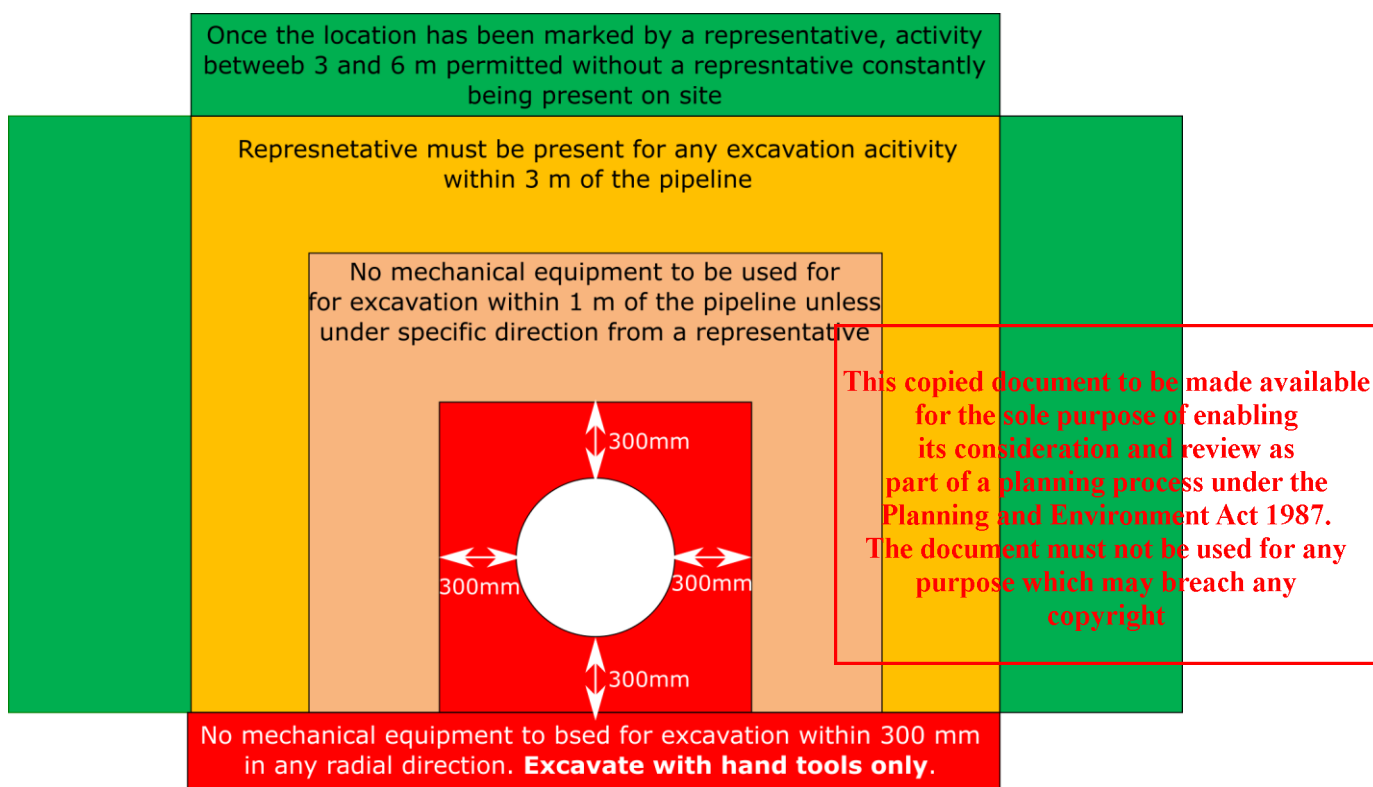 Once the location has been marked by a representative, activity
betweeb 3 and 6 m permitted without a represntative constantly
being present on site
Represnetative must be present for any excavation acitivity
within 3 m of the pipeline
No mechanical equipment to be used for
for excavation within 1 m of the pipeline unless
under specific direction from a representative
This copied document to be made available
for the sole purpose of enabling
its consideration and review as
part of a planning process under the
Planning and Environment Act 1987.
The document must not be used for any
purpose which may breach any
copyright
300mm
300mm
300mm
300mm
No mechanical equipment to bsed for excavation within 300 mm
in any radial direction. Excavate with hand tools only.